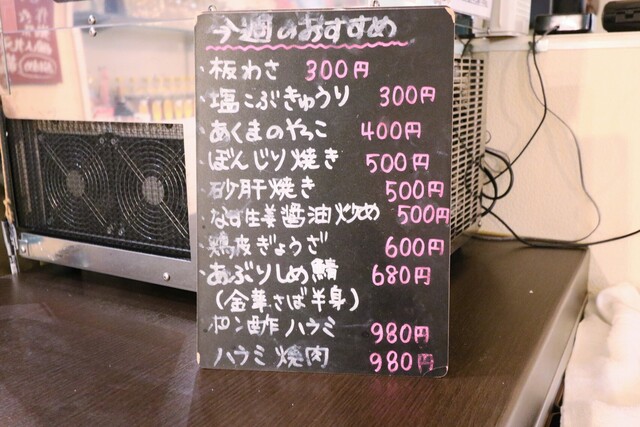 今週のおすすめ
・板わさ 300円
・塩こぶきゅうり 300円
・あくまのやっこ 400円
・ぼんじり焼き 500円
・砂肝焼き 500円
・なす生姜醤油炒め 500円
・鶏皮ぎょうざ 600円
・あぶりしめ鯖 680円
(金華さば半身)
・ポン酢ハラミ 980円
・ハラミ焼肉 980円